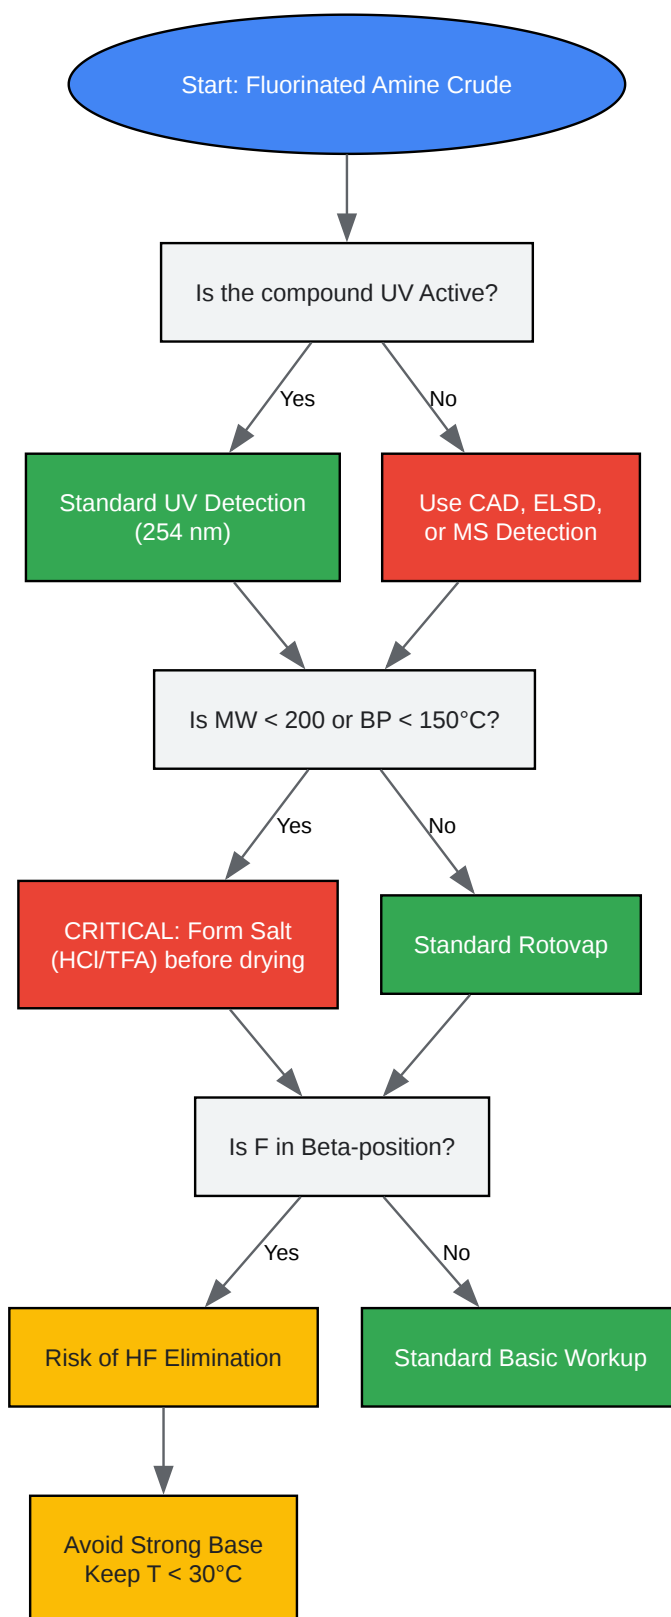 Start: Fluorinated Amine Crude
Is the compound UV Active?
Yes
No
Standard UV Detection
(254 nm)
Use CAD, ELSD,
or MS Detection
Is MW < 200 or BP < 150°C?
Yes
No
CRITICAL: Form Salt
(HCl/TFA) before drying
Standard Rotovap
Is F in Beta-position?
Yes
No
Risk of HF Elimination
Standard Basic Workup
Avoid Strong Base
Keep T < 30°C